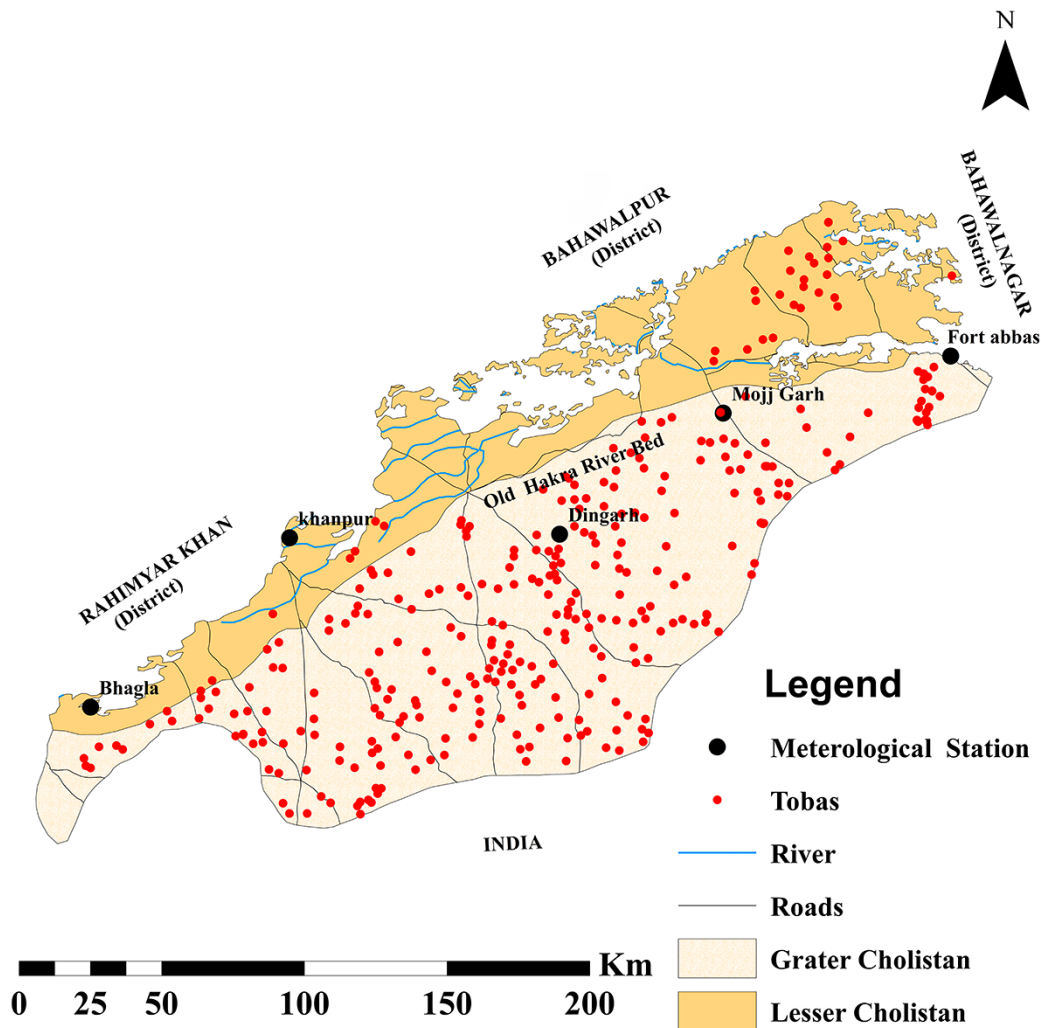 N
BAHAWALPUR
(District)
BAHAWALNAGAR
(District)
Fort abbas
Mojj Garh
Old Hakra River Bed
Dingarh
khanpur
RAHIMYAR KHAN
(District)
Bhagla
INDIA
Legend
Meterological Station
Tobas
River
Roads
Grater Cholistan
Lesser Cholistan
Km
0 25 50 100 150 200